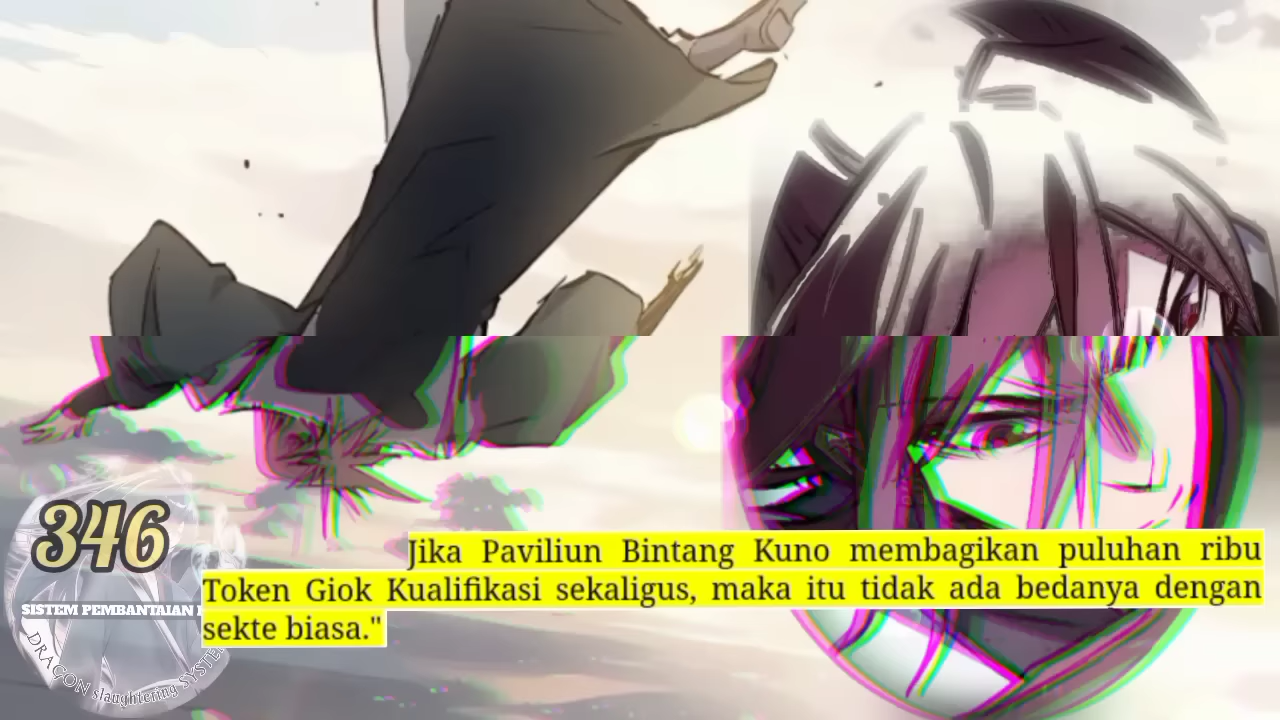 346
Jika Paviliun Bintang Kuno membagikan puluhan ribu
Token Giok Kualifikasi sekaligus, maka itu tidak ada bedanya dengan
sekte biasa."
SISTEM PEMBANTAIAN
DRAGON slaughtering SYSTEM